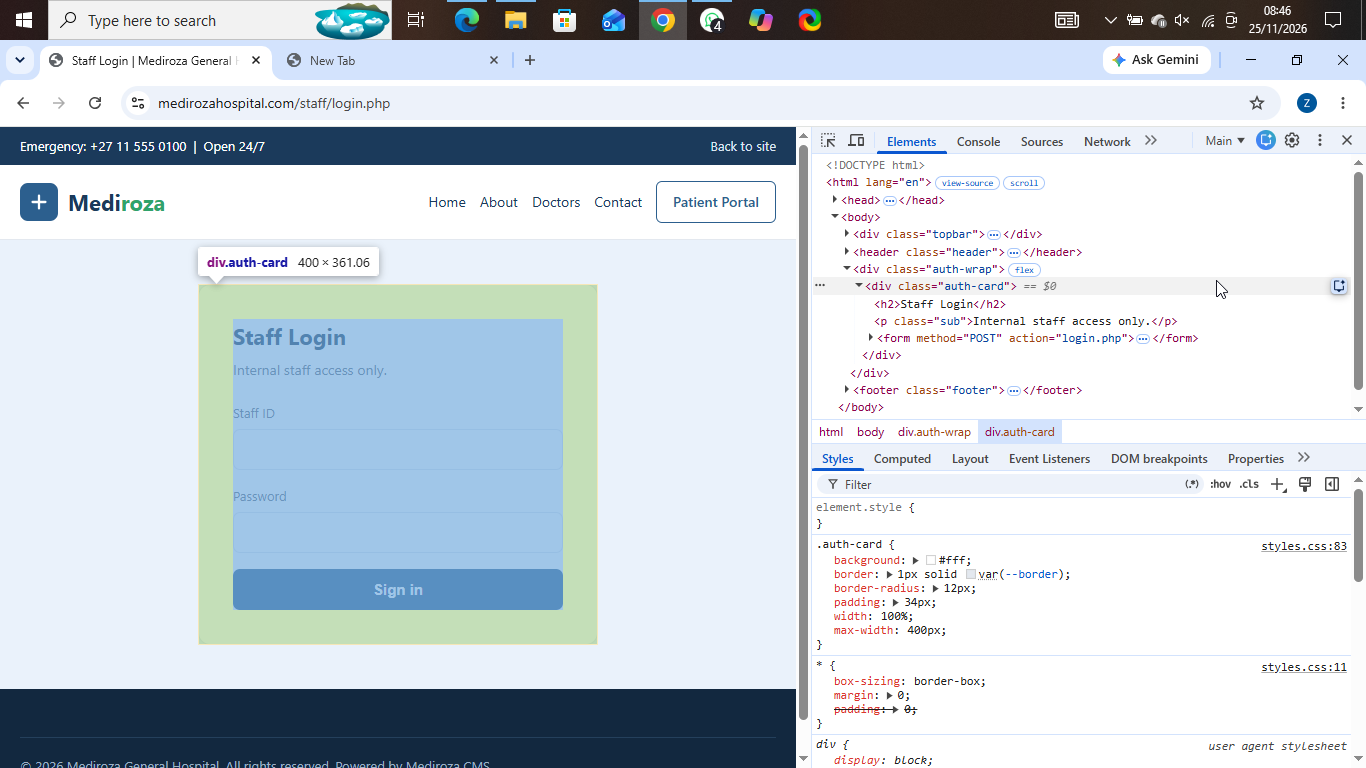 Type here to search
4
08:46
25/11/2026
Staff Login | Mediroza General H
New Tab
Ask Gemini
medirozahospital.com/staff/login.php
Z
Emergency: +27 11 555 0100 | Open 24/7
Back to site
Mediroza
Home
About
Doctors
Contact
Patient Portal
div.auth-card 400 × 361.06
Staff Login
Internal staff access only.
Staff ID
Password
Sign in
© 2026 Mediroza General Hospital. All rights reserved. Powered by Mediroza CMS
Elements
Console
Sources
Network
Main
<!DOCTYPE html>
<html lang="en"> view-source scroll
<head> … </head>
<body>
<div class="topbar"> … </div>
<header class="header"> … </header>
<div class="auth-wrap"> flex
<div class="auth-card"> == $0
<h2>Staff Login</h2>
<p class="sub">Internal staff access only.</p>
<form method="POST" action="login.php"> … </form>
</div>
</div>
<footer class="footer"> … </footer>
</body>
html body div.auth-wrap div.auth-card
Styles
Computed
Layout
Event Listeners
DOM breakpoints
Properties
Filter
:hov .cls
element.style {
}
.auth-card { styles.css:83
background: #fff;
border: 1px solid var(--border);
border-radius: 12px;
padding: 34px;
width: 100%;
max-width: 400px;
}
* { styles.css:11
box-sizing: border-box;
margin: 0;
padding: 0;
}
div { user agent stylesheet
display: block;